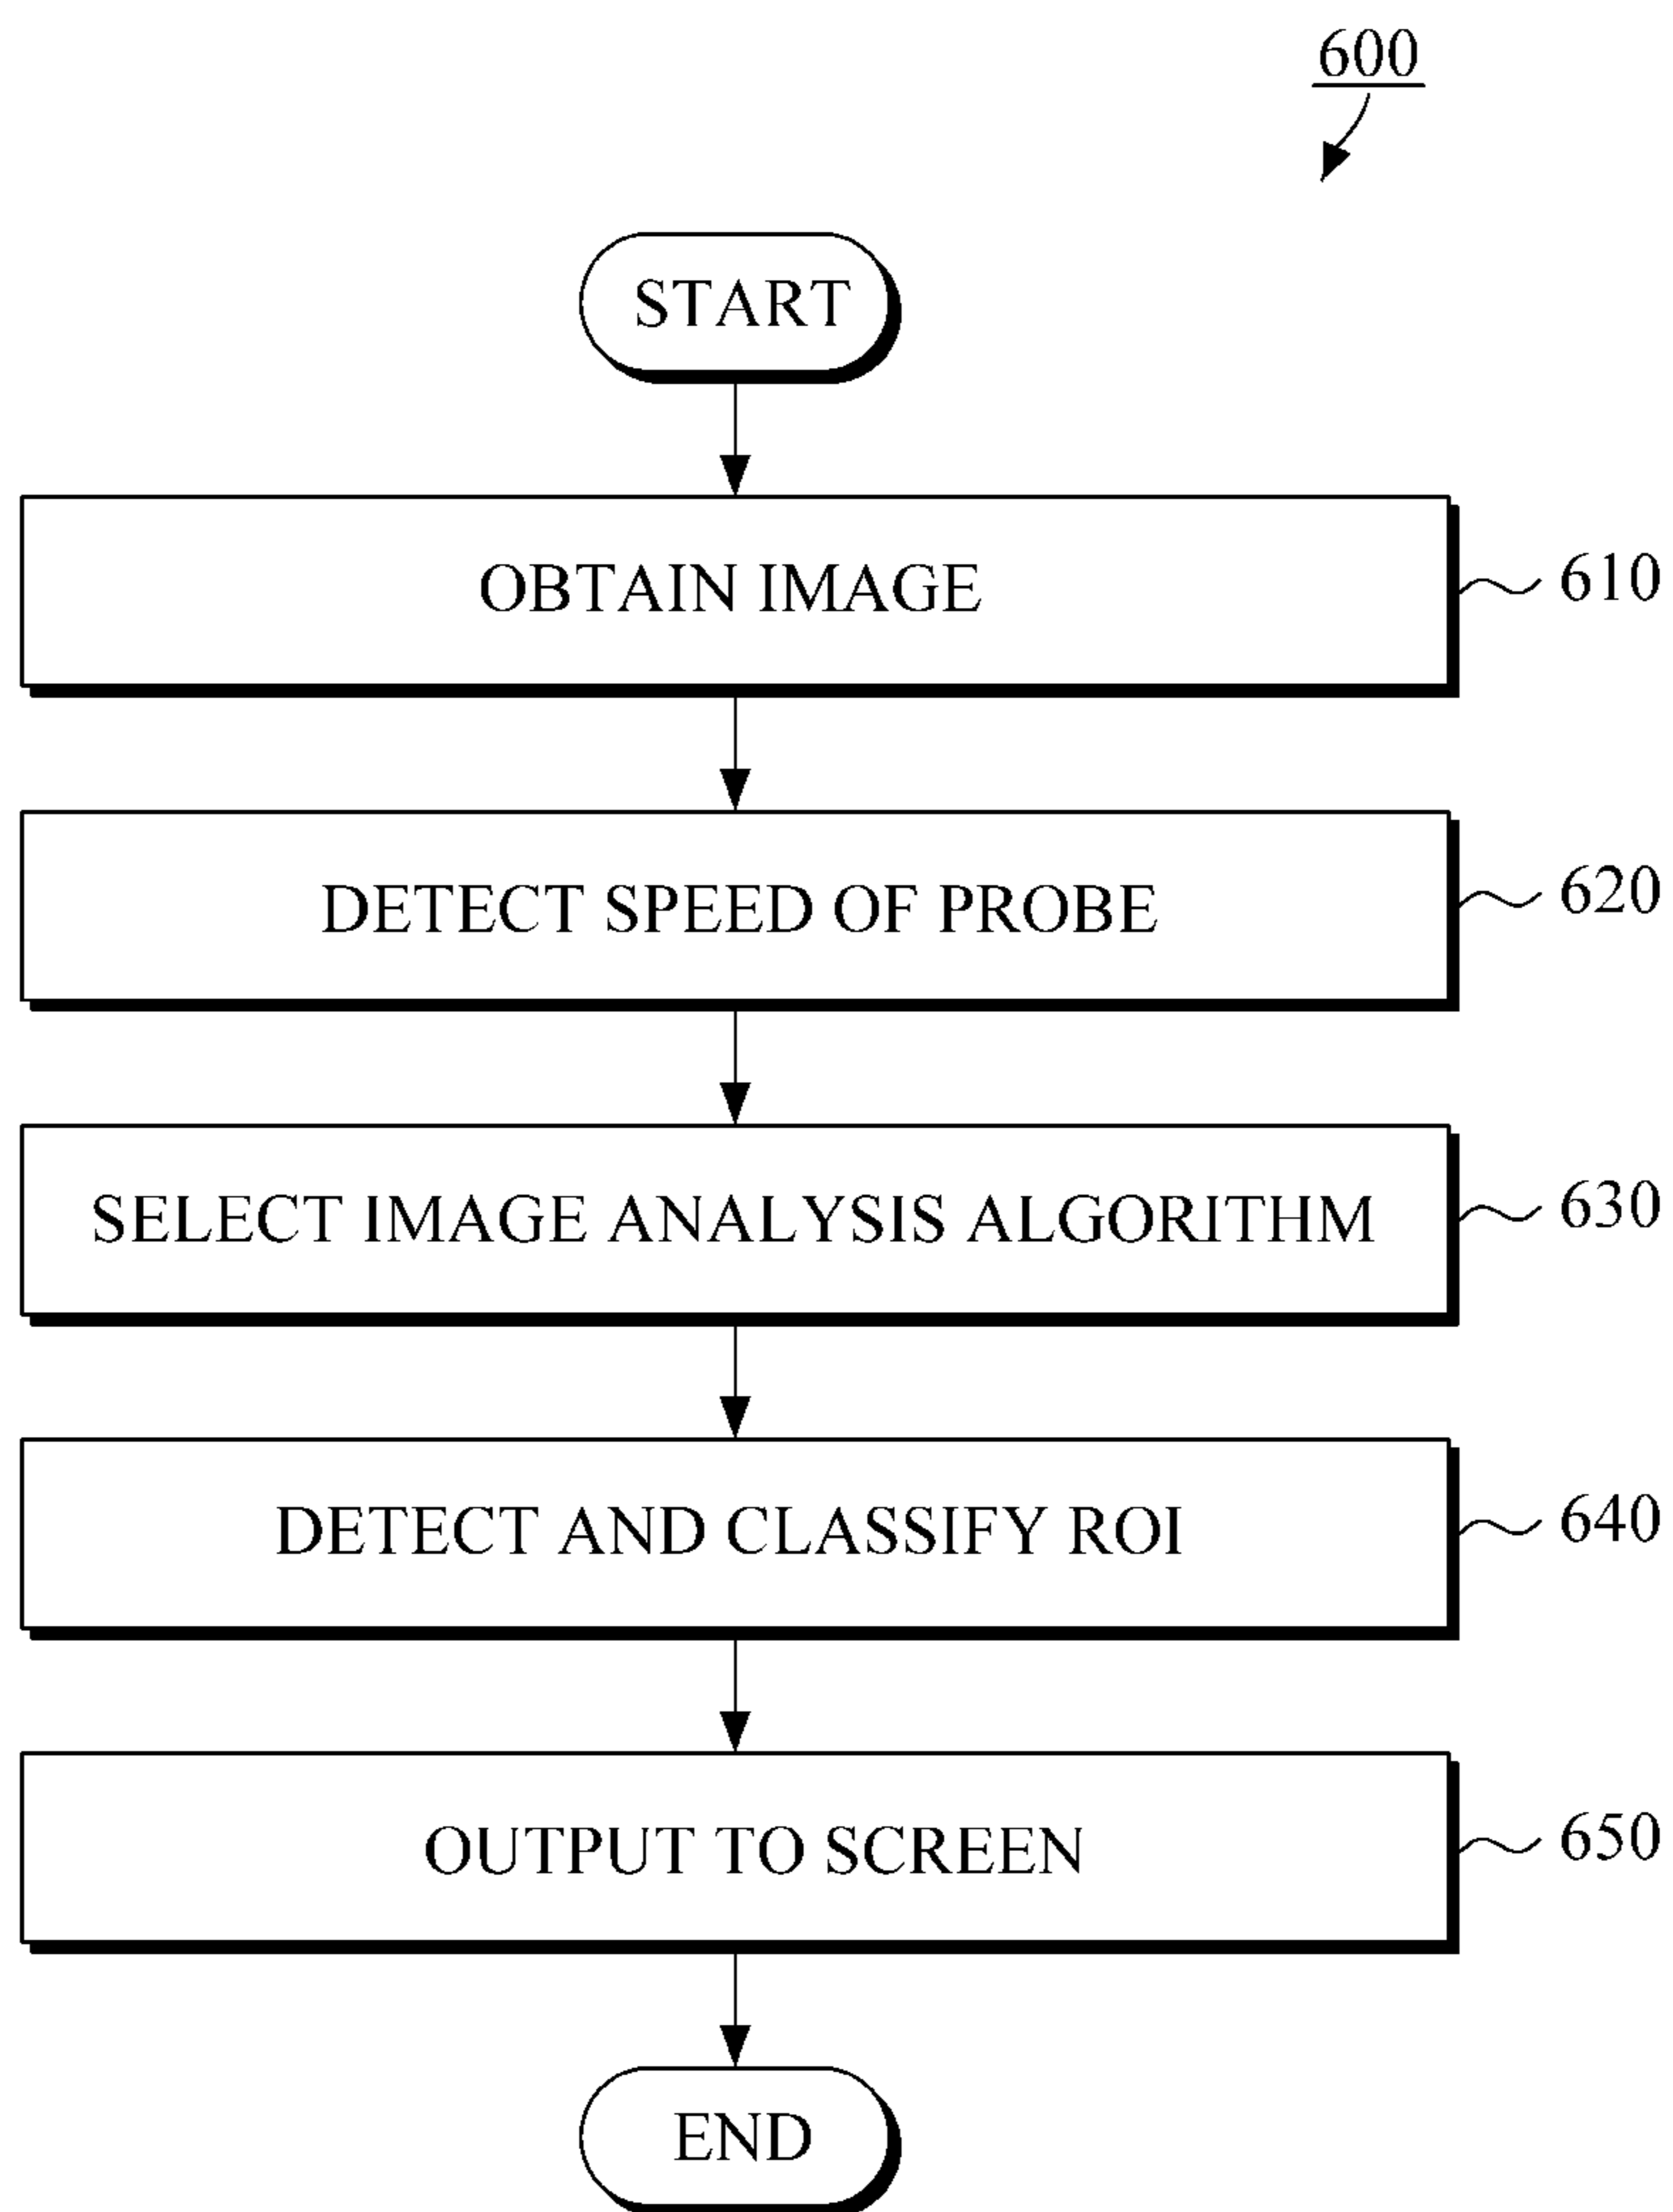 600
START
OBTAIN IMAGE
610
DETECT SPEED OF PROBE
620
SELECT IMAGE ANALYSIS ALGORITHM
630
DETECT AND CLASSIFY ROI
640
OUTPUT TO SCREEN
650
END